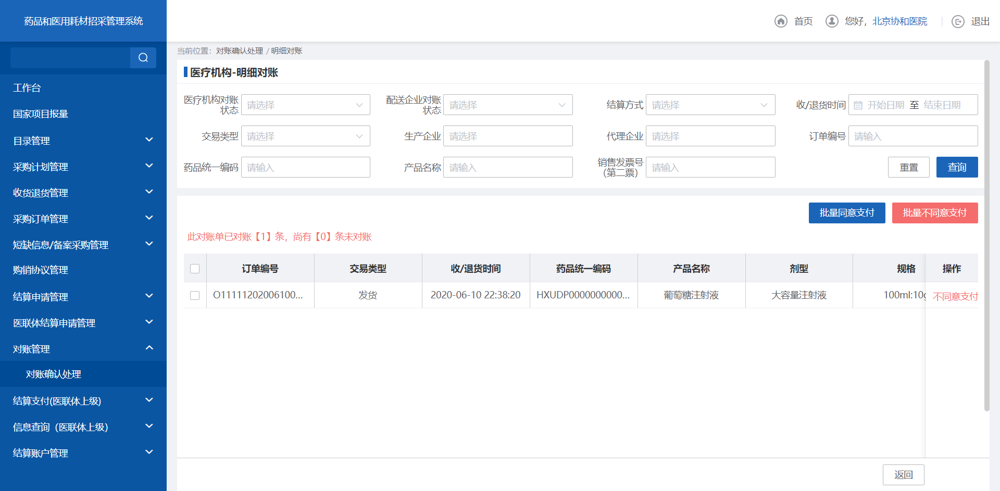 药品和医用耗材招采管理系统
首页
您好，北京协和医院
退出
当前位置：对账确认处理 / 明细对账
工作台
国家项目报量
目录管理
采购计划管理
收货退货管理
采购订单管理
短缺信息/备案采购管理
购销协议管理
结算申请管理
医联体结算申请管理
对账管理
对账确认处理
结算支付(医联体上级)
信息查询（医联体上级）
结算账户管理
医疗机构-明细对账
医疗机构对账
状态
请选择
配送企业对账
状态
请选择
结算方式
请选择
收/退货时间
开始日期 至 结束日期
交易类型
请选择
生产企业
请选择
代理企业
请选择
订单编号
请输入
药品统一编码
请输入
产品名称
请输入
销售发票号
（第二票）
请输入
重置
查询
批量同意支付
批量不同意支付
此对账单已对账【1】条，尚有【0】条未对账
订单编号 交易类型 收/退货时间 药品统一编码 产品名称 剂型 规格 操作
O11111202006100... 发货 2020-06-10 22:38:20 HXUDP0000000000... 葡萄糖注射液 大容量注射液 100ml:10g 不同意支付
返回